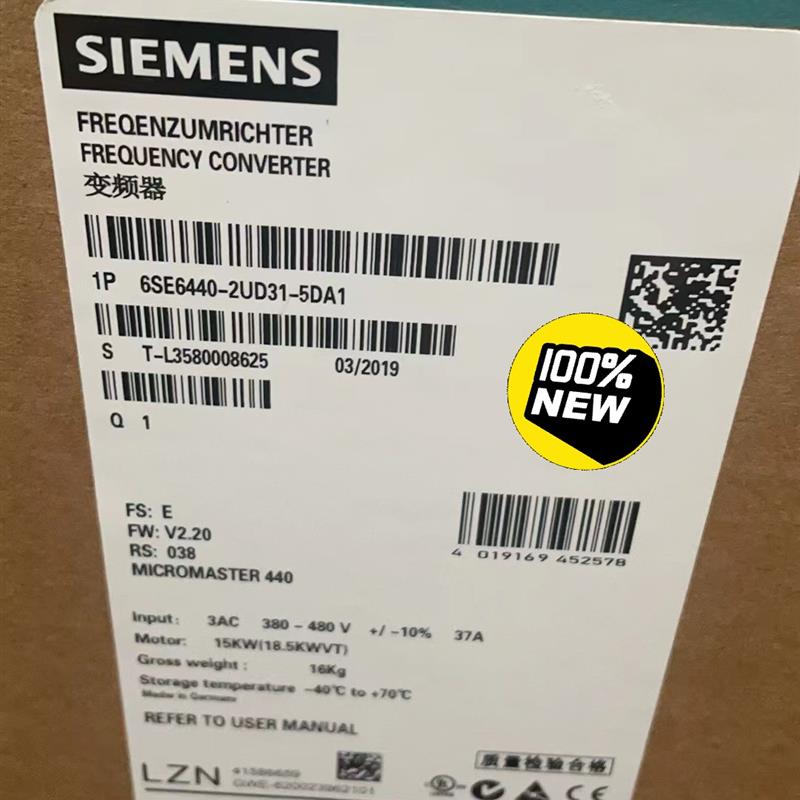 SIEMENS
FREQENZUMRICHTER
FREQUENCY CONVERTER
变频器
1P 6SE6440-2UD31-5DA1
S T-L3580008625 03/2019
Q 1
100%
NEW
FS: E
FW: V2.20
RS: 038
MICROMASTER 440
4 019169 452578
Input: 3AC 380 - 480 V +/ -10% 37A
Motor: 15KW(18.5KWVT)
Gross weight: 16Kg
Storage temperature -40℃ to +70℃
Made in Germany
REFER TO USER MANUAL
质量检验合格
LZN
CE